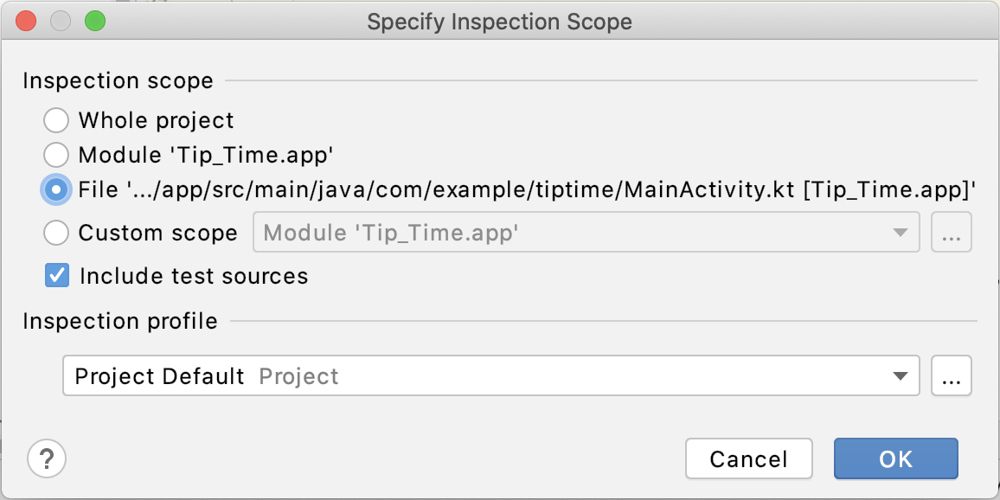 Specify Inspection Scope
Inspection scope
Whole project
Module 'Tip_Time.app'
File '.../app/src/main/java/com/example/tiptime/MainActivity.kt [Tip_Time.app]'
Custom scope Module 'Tip_Time.app' ...
Include test sources
Inspection profile
Project Default Project ...
? Cancel OK